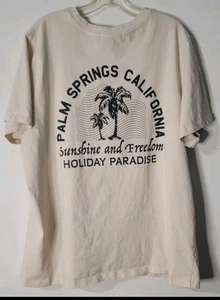 PALM SPRINGS CALIFORNIA
Sunshine and Freedom
HOLIDAY PARADISE